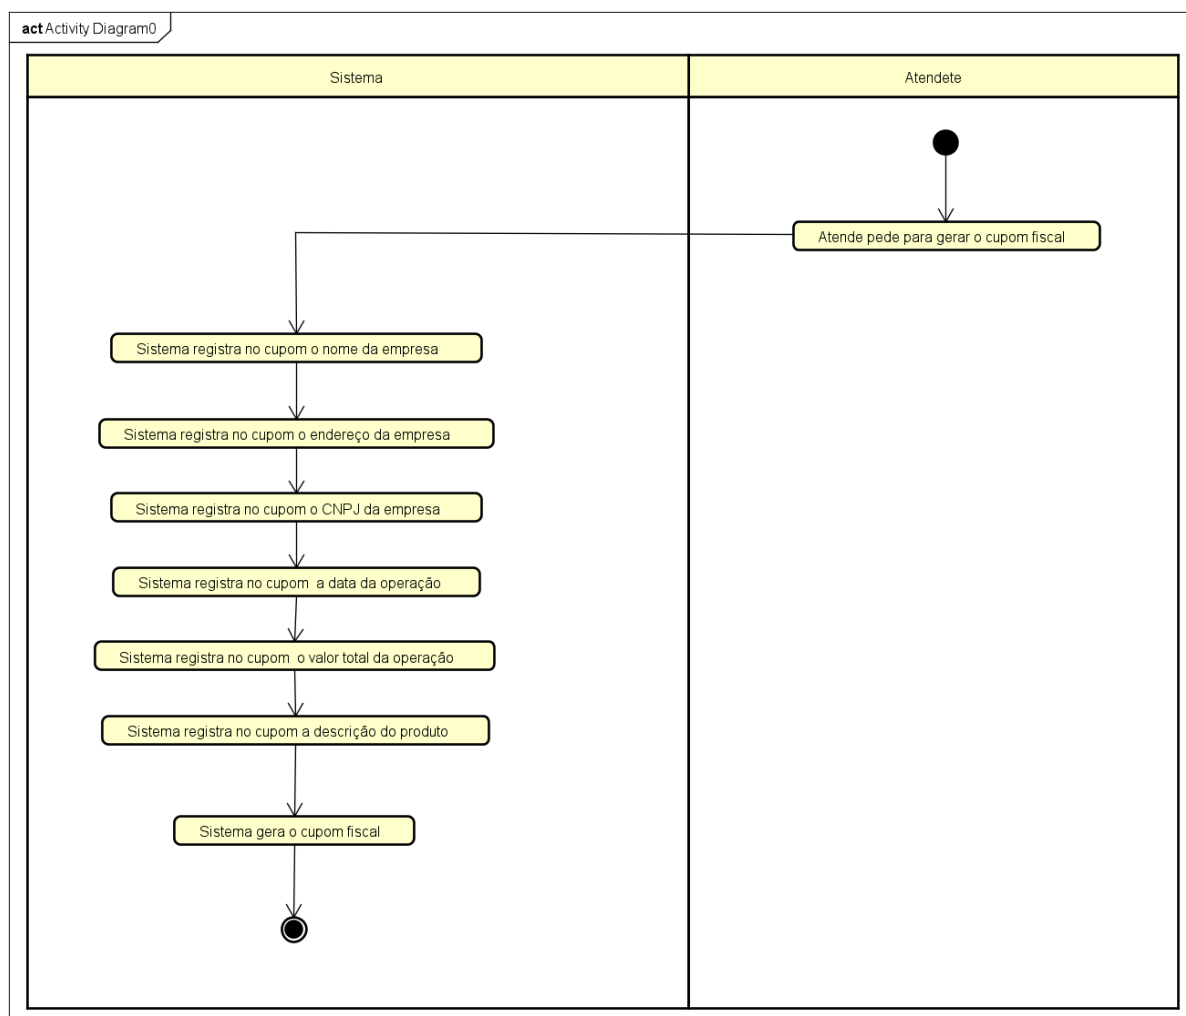 act Activity Diagram0
Sistema
Atendete
Atende pede para gerar o cupom fiscal
Sistema registra no cupom o nome da empresa
Sistema registra no cupom o endereço da empresa
Sistema registra no cupom o CNPJ da empresa
Sistema registra no cupom  a data da operação
Sistema registra no cupom  o valor total da operação
Sistema registra no cupom a descrição do produto
Sistema gera o cupom fiscal